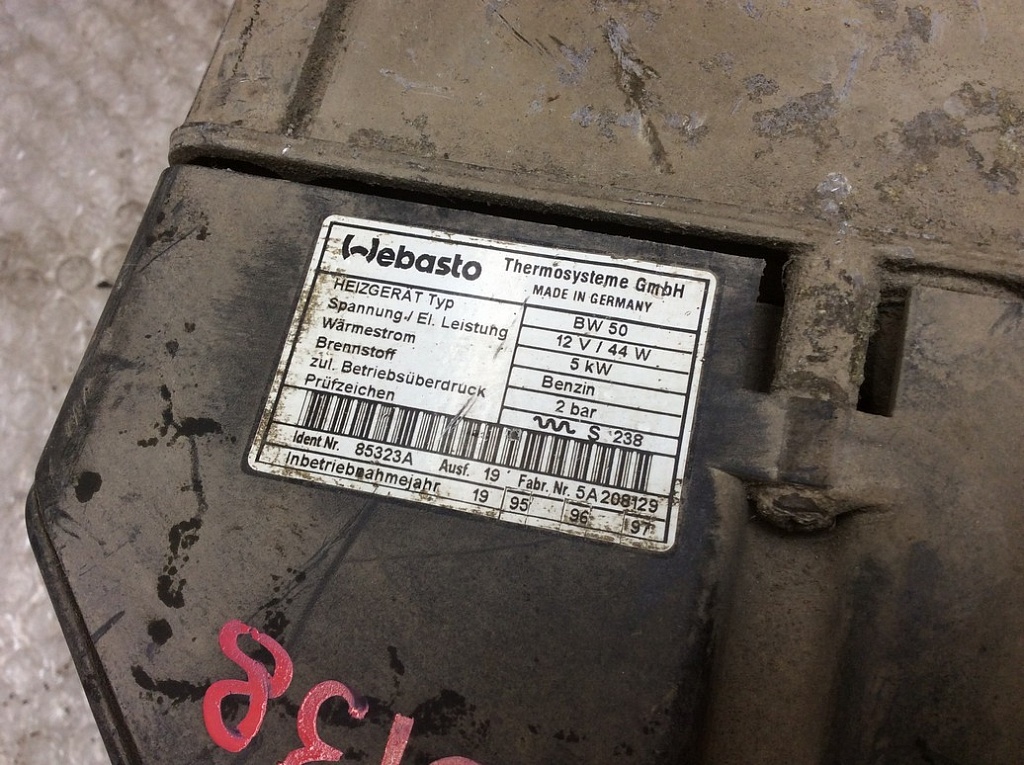 Webasto Thermosysteme GmbH
MADE IN GERMANY
HEIZGERÄT Typ BW 50
Spannung./ El. Leistung 12 V / 44 W
Wärmestrom 5 kW
Brennstoff Benzin
zul. Betriebsüberdruck 2 bar
Prüfzeichen S 238
Ident Nr. 85323A Ausf. 19 Fabr. Nr. 5A208129
Inbetriebnahmejahr 19 95 96 97
83